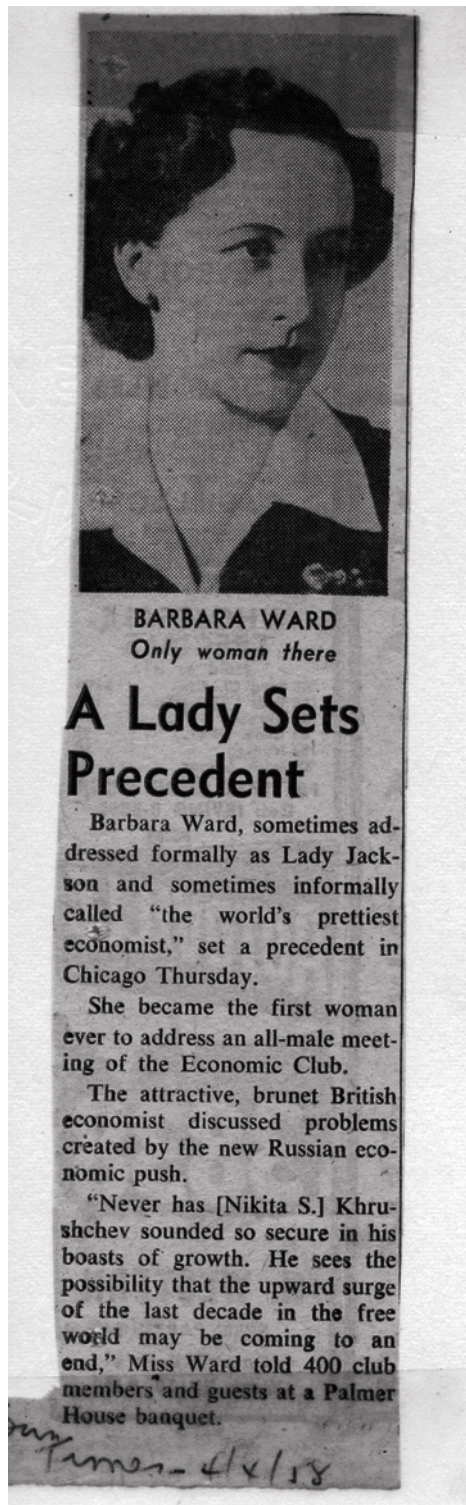 BARBARA WARD
Only woman there
A Lady Sets
Precedent
Barbara Ward, sometimes ad-
dressed formally as Lady Jack-
son and sometimes informally
called “the world's prettiest
economist,” set a precedent in
Chicago Thursday.
She became the first woman
ever to address an all-male meet-
ing of the Economic Club.
The attractive, brunet British
economist discussed problems
created by the new Russian eco-
nomic push.
“Never has [Nikita S.] Khru-
shchev sounded so secure in his
boasts of growth. He sees the
possibility that the upward surge
of the last decade in the free
world may be coming to an
end,” Miss Ward told 400 club
members and guests at a Palmer
House banquet.
Sun
Times - 4/4/58